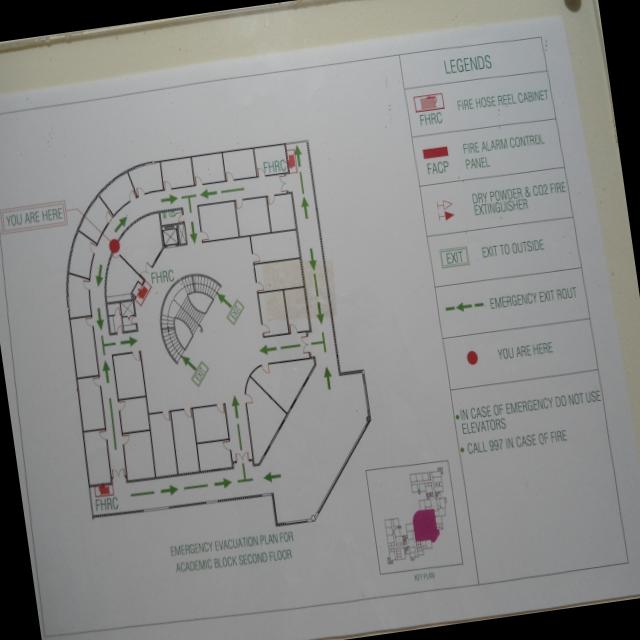 LEGENDS
FHRC
FIRE HOSE REEL CABINET
FACP
FIRE ALARM CONTROL
PANEL
DRY POWDER & CO2 FIRE
EXTINGUISHER
EXIT
EXIT TO OUTSIDE
EMERGENCY EXIT ROUT
YOU ARE HERE
•IN CASE OF EMERGENCY DO NOT USE
ELEVATORS
• CALL 997 IN CASE OF FIRE
FHRC
YOU ARE HERE
FHRC
EXIT
EXIT
FHRC
EMERGENCY EVACUATION PLAN FOR
ACADEMIC BLOCK SECOND FLOOR
KEY PLAN